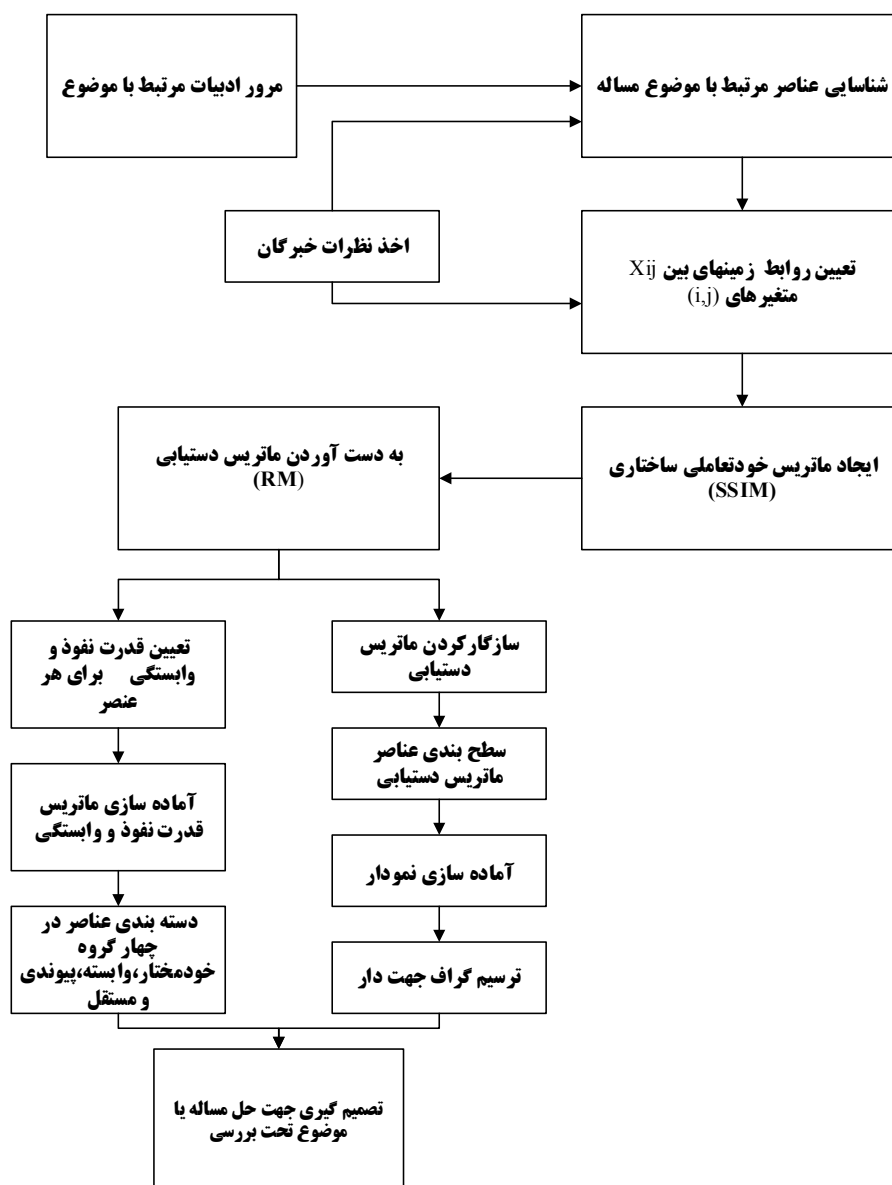 شناسایی عناصر مرتبط با موضوع مساله
مرور ادبیات مرتبط با موضوع
اخذ نظرات خبرگان
تعیین روابط زمینهای بین Xij
متغیرهای (i,j)
ایجاد ماتریس خودتعاملی ساختاری
(SSIM)
به دست آوردن ماتریس دستیابی
(RM)
سازگارکردن ماتریس
دستیابی
سطح بندی عناصر
ماتریس دستیابی
آماده سازی نمودار
ترسیم گراف جهت دار
تعیین قدرت نفوذ و
وابستگی برای هر
عنصر
آماده سازی ماتریس
قدرت نفوذ و وابستگی
دسته بندی عناصر در
چهار گروه
خودمختار،وابسته،پیوندی
و مستقل
تصمیم گیری جهت حل مساله یا
موضوع تحت بررسی